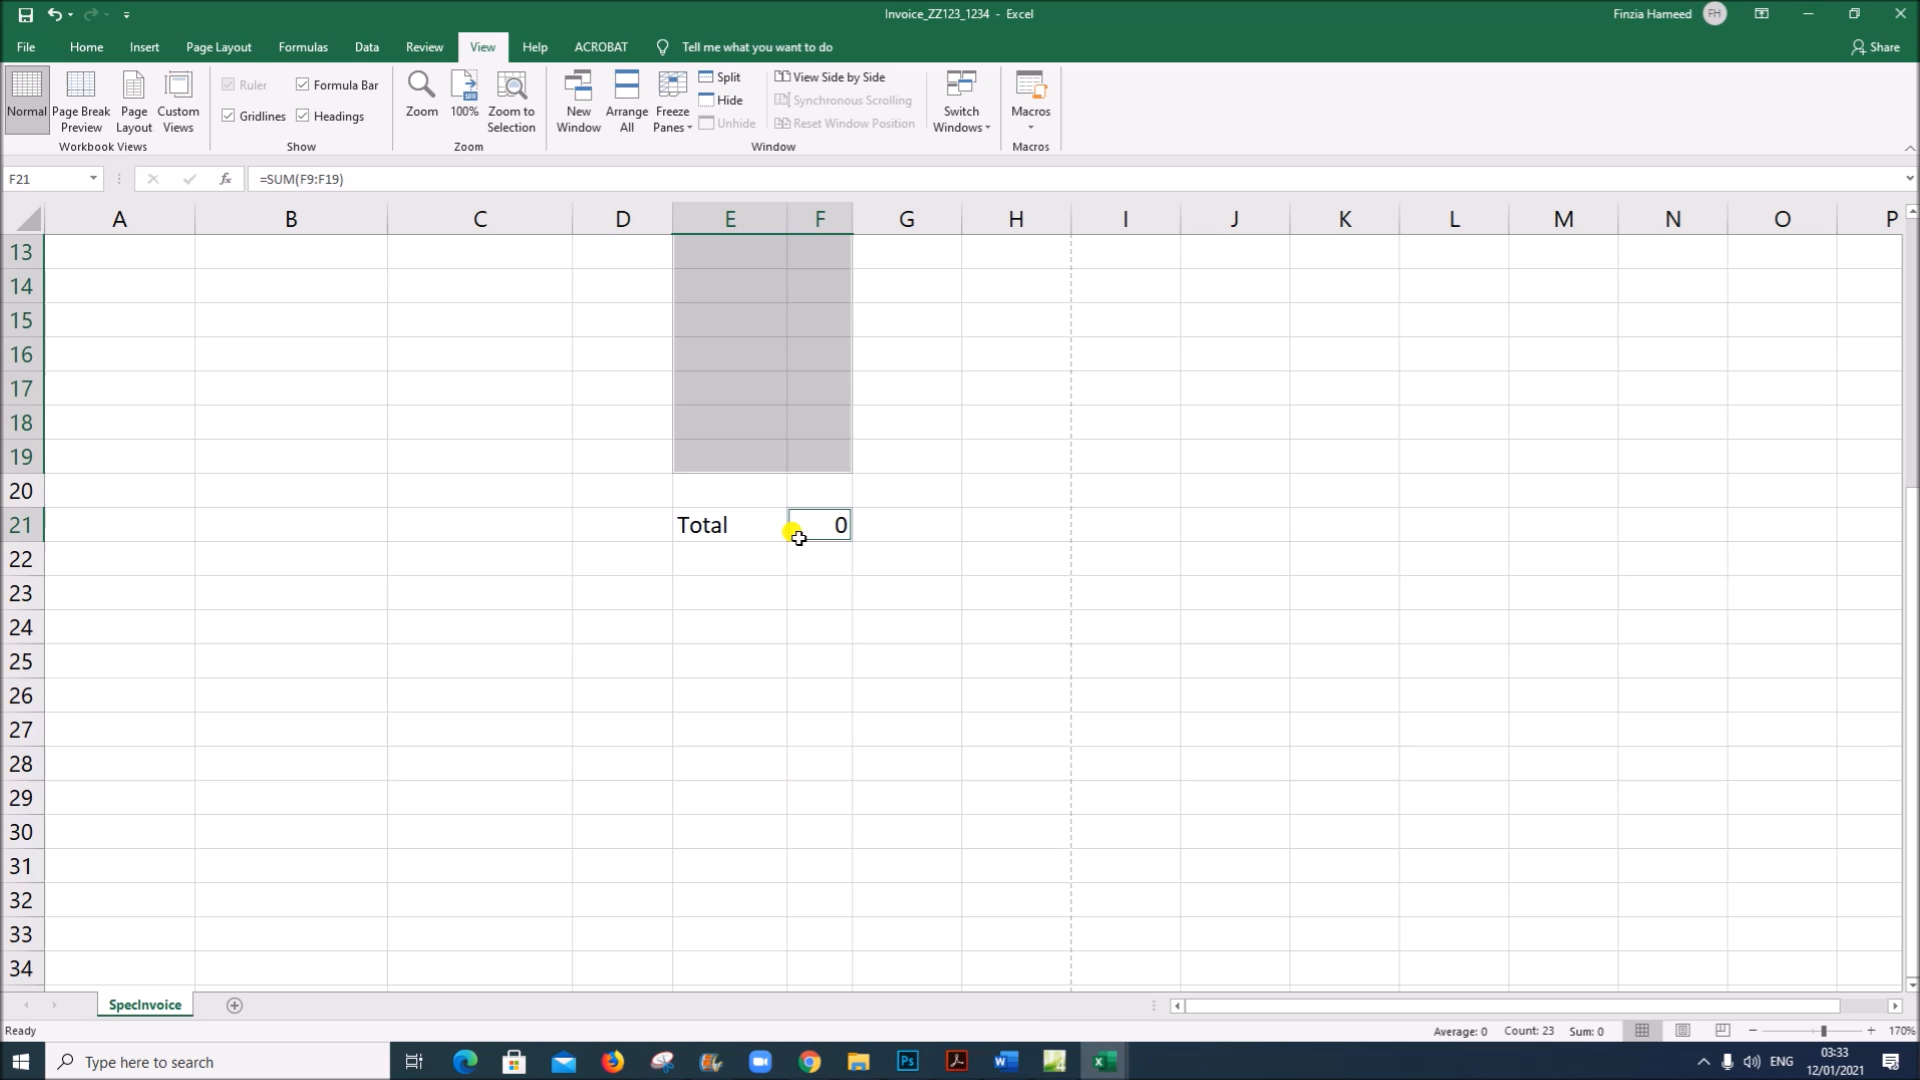 Invoice_ZZ123_1234 - Excel
Finzia Hameed FH
File Home Insert Page Layout Formulas Data Review View Help ACROBAT Tell me what you want to do Share
Normal
Page Break Preview
Page Layout
Custom Views
Workbook Views
Ruler
Formula Bar
Gridlines
Headings
Show
Zoom
100%
Zoom to Selection
Zoom
New Window
Arrange All
Freeze Panes
Split
Hide
Unhide
View Side by Side
Synchronous Scrolling
Reset Window Position
Window
Switch Windows
Macros
Macros
F21 fx =SUM(F9:F19)
A B C D E F G H I J K L M N O P
13
14
15
16
17
18
19
20
21 Total 0
22
23
24
25
26
27
28
29
30
31
32
33
34
SpecInvoice
Ready Average: 0 Count: 23 Sum: 0 170%
Type here to search Ps ENG 03:33
12/01/2021